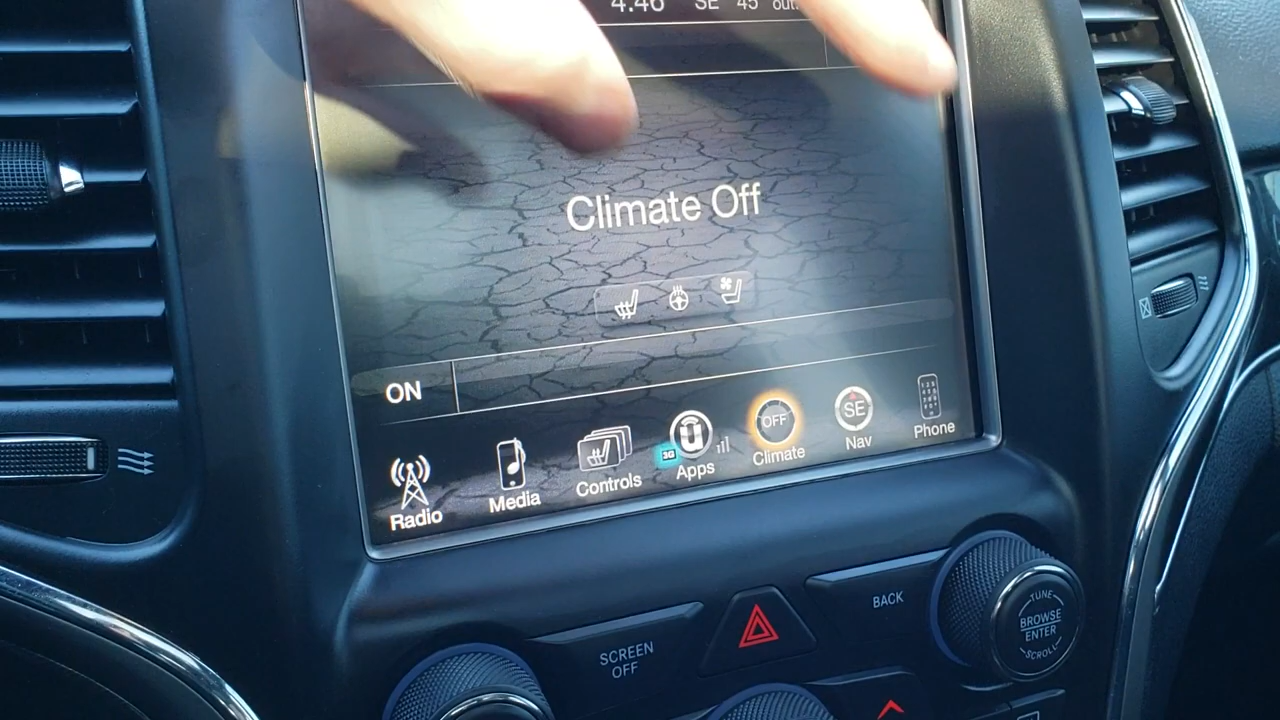 4:46 SE 45 out
Climate Off
ON
OFF
SE
3G
Radio
Media
Controls
Apps
Climate
Nav
Phone
SCREEN
OFF
BACK
TUNE
BROWSE
ENTER
SCROLL